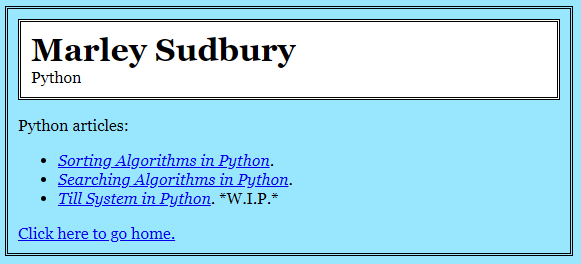 Marley Sudbury
Python
Python articles:
Sorting Algorithms in Python.
Searching Algorithms in Python.
Till System in Python. *W.I.P.*
Click here to go home.